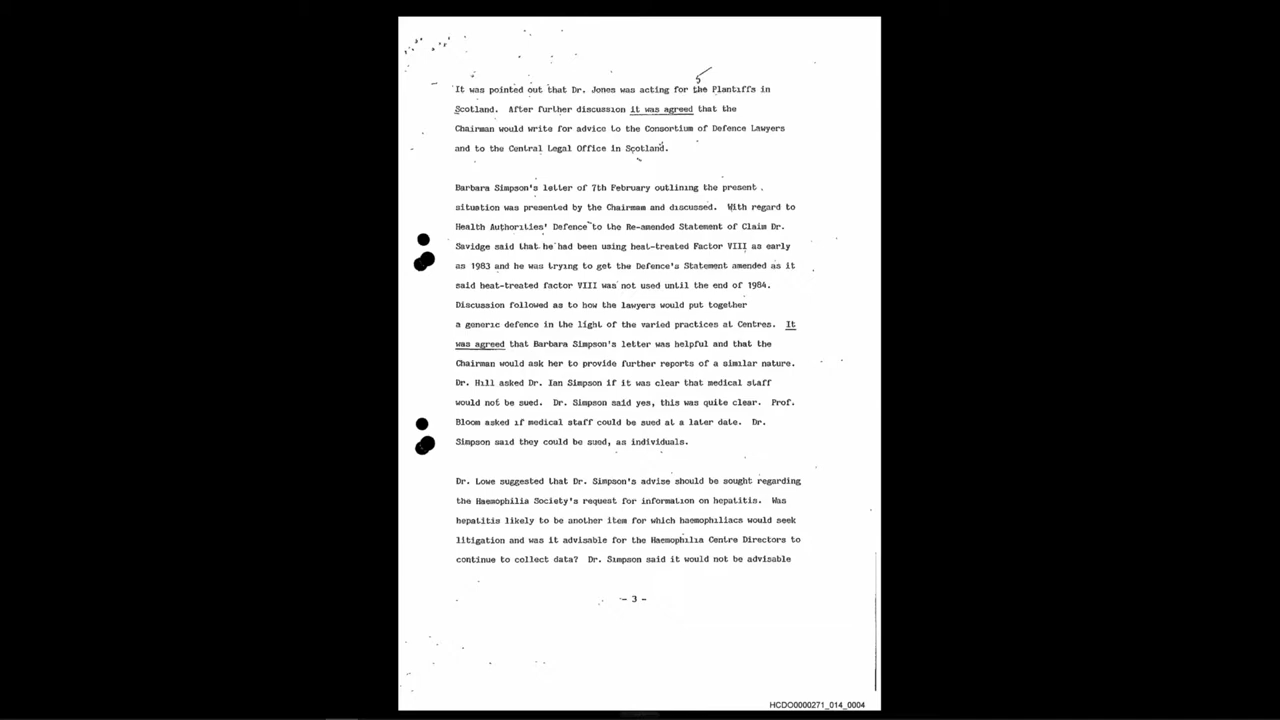 It was pointed out that Dr. Jones was acting for the Plantiffs in
Scotland. After further discussion it was agreed that the
Chairman would write for advice to the Consortium of Defence Lawyers
and to the Central Legal Office in Scotland.
Barbara Simpson's letter of 7th February outlining the present
situation was presented by the Chairmam and discussed. With regard to
Health Authorities' Defence to the Re-amended Statement of Claim Dr.
Savidge said that he had been using heat-treated Factor VIII as early
as 1983 and he was trying to get the Defence's Statement amended as it
said heat-treated factor VIII was not used until the end of 1984.
Discussion followed as to how the lawyers would put together
a generic defence in the light of the varied practices at Centres. It
was agreed that Barbara Simpson's letter was helpful and that the
Chairman would ask her to provide further reports of a similar nature.
Dr. Hill asked Dr. Ian Simpson if it was clear that medical staff
would not be sued. Dr. Simpson said yes, this was quite clear. Prof.
Bloom asked if medical staff could be sued at a later date. Dr.
Simpson said they could be sued, as individuals.
Dr. Lowe suggested that Dr. Simpson's advise should be sought regarding
the Haemophilia Society's request for information on hepatitis. Was
hepatitis likely to be another item for which haemophiliacs would seek
litigation and was it advisable for the Haemophilia Centre Directors to
continue to collect data? Dr. Simpson said it would not be advisable
- 3 -
HCDO0000271_014_0004